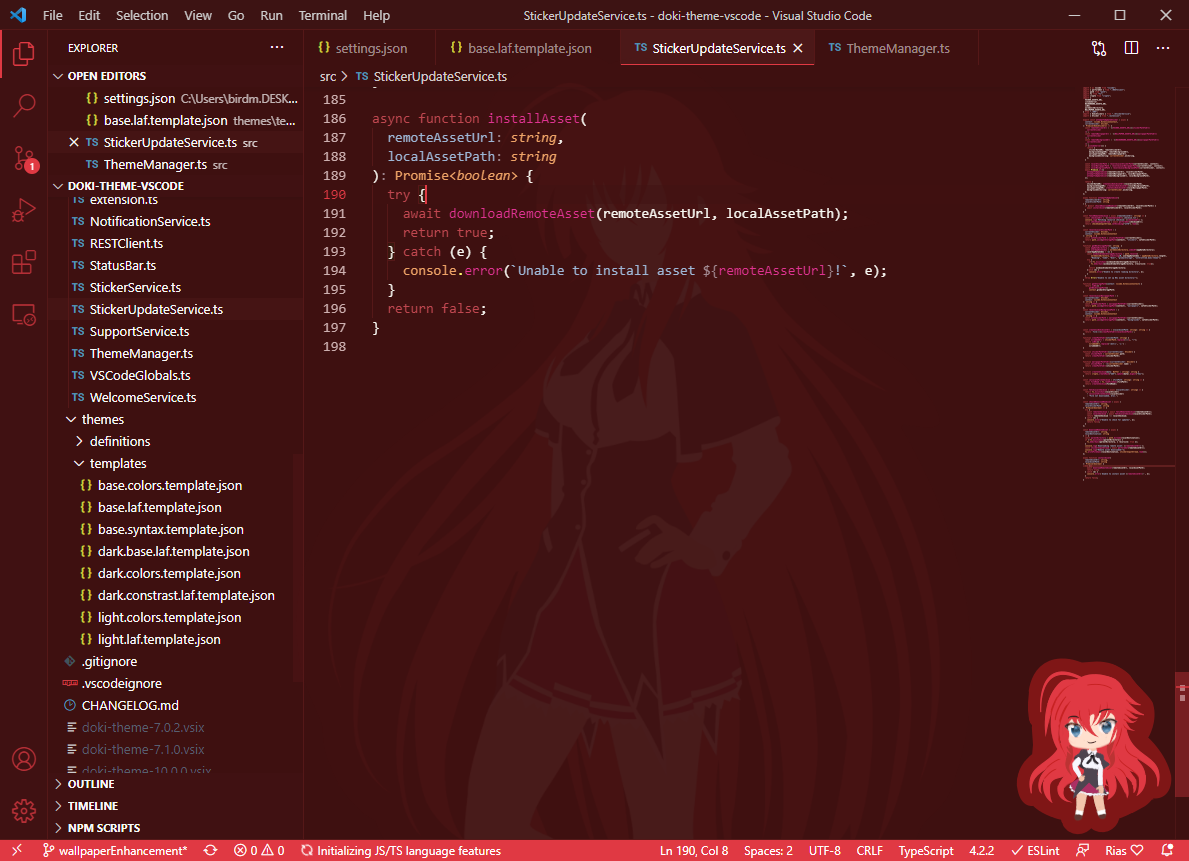 File Edit Selection View Go Run Terminal Help
StickerUpdateService.ts - doki-theme-vscode - Visual Studio Code
EXPLORER
OPEN EDITORS
{} settings.json C:\Users\birdm.DESK...
{} base.laf.template.json themes\te...
TS StickerUpdateService.ts src
TS ThemeManager.ts src
1
DOKI-THEME-VSCODE
TS extension.ts
TS NotificationService.ts
TS RESTClient.ts
TS StatusBar.ts
TS StickerService.ts
TS StickerUpdateService.ts
TS SupportService.ts
TS ThemeManager.ts
TS VSCodeGlobals.ts
TS WelcomeService.ts
themes
definitions
templates
{} base.colors.template.json
{} base.laf.template.json
{} base.syntax.template.json
{} dark.base.laf.template.json
{} dark.colors.template.json
{} dark.constrast.laf.template.json
{} light.colors.template.json
{} light.laf.template.json
.gitignore
.vscodeignore
CHANGELOG.md
doki-theme-7.0.2.vsix
doki-theme-7.1.0.vsix
doki-theme-10.0.0.vsix
OUTLINE
TIMELINE
NPM SCRIPTS
{} settings.json
{} base.laf.template.json
TS StickerUpdateService.ts
TS ThemeManager.ts
src > TS StickerUpdateService.ts
185
186 async function installAsset(
187 remoteAssetUrl: string,
188 localAssetPath: string
189 ): Promise<boolean> {
190 try {
191 await downloadRemoteAsset(remoteAssetUrl, localAssetPath);
192 return true;
193 } catch (e) {
194 console.error(`Unable to install asset ${remoteAssetUrl}!`, e);
195 }
196 return false;
197 }
198
wallpaperEnhancement* 0 0 Initializing JS/TS language features
Ln 190, Col 8 Spaces: 2 UTF-8 CRLF TypeScript 4.2.2 ESLint Rias♡